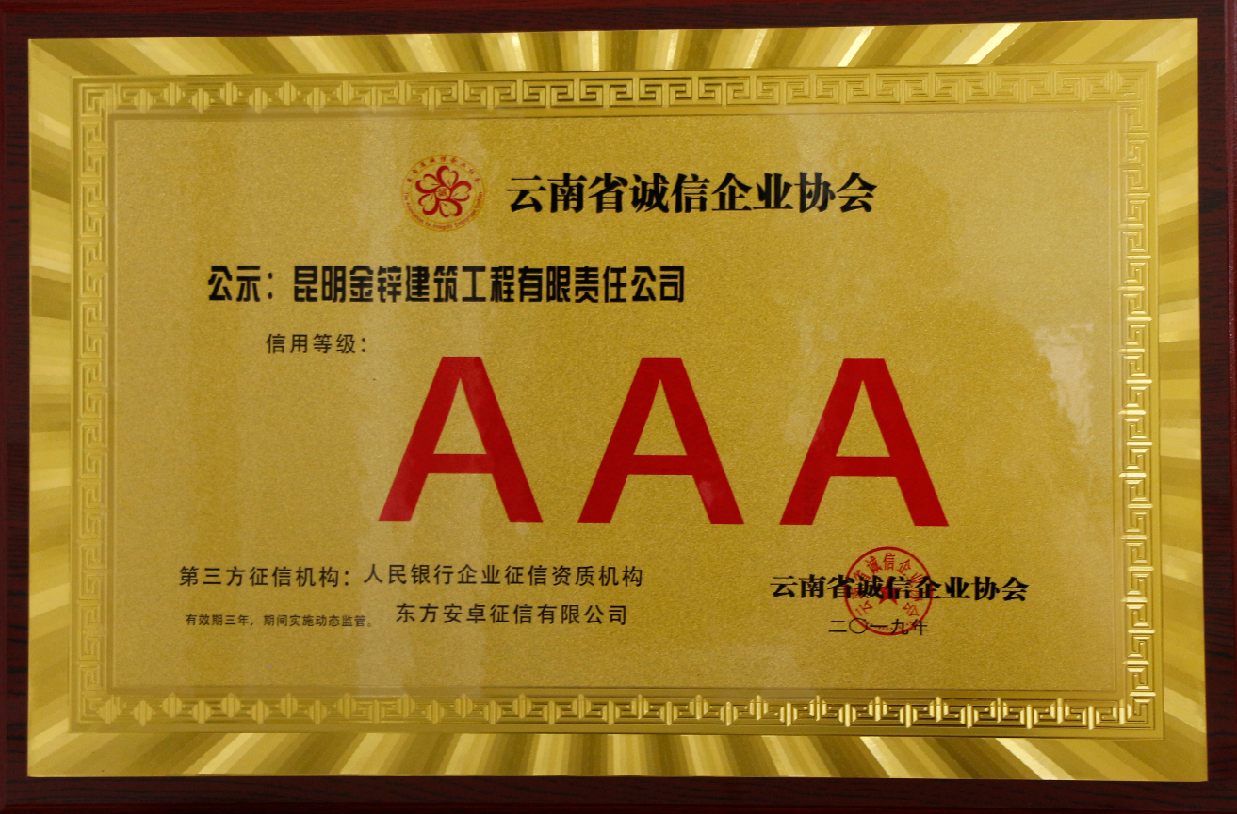 云南省诚信企业协会
公示：昆明金锌建筑工程有限责任公司
信用等级：
AAA
第三方征信机构：人民银行企业征信资质机构
东方安卓征信有限公司
有效期三年，期间实施动态监管。
云南省诚信企业协会
二〇一九年